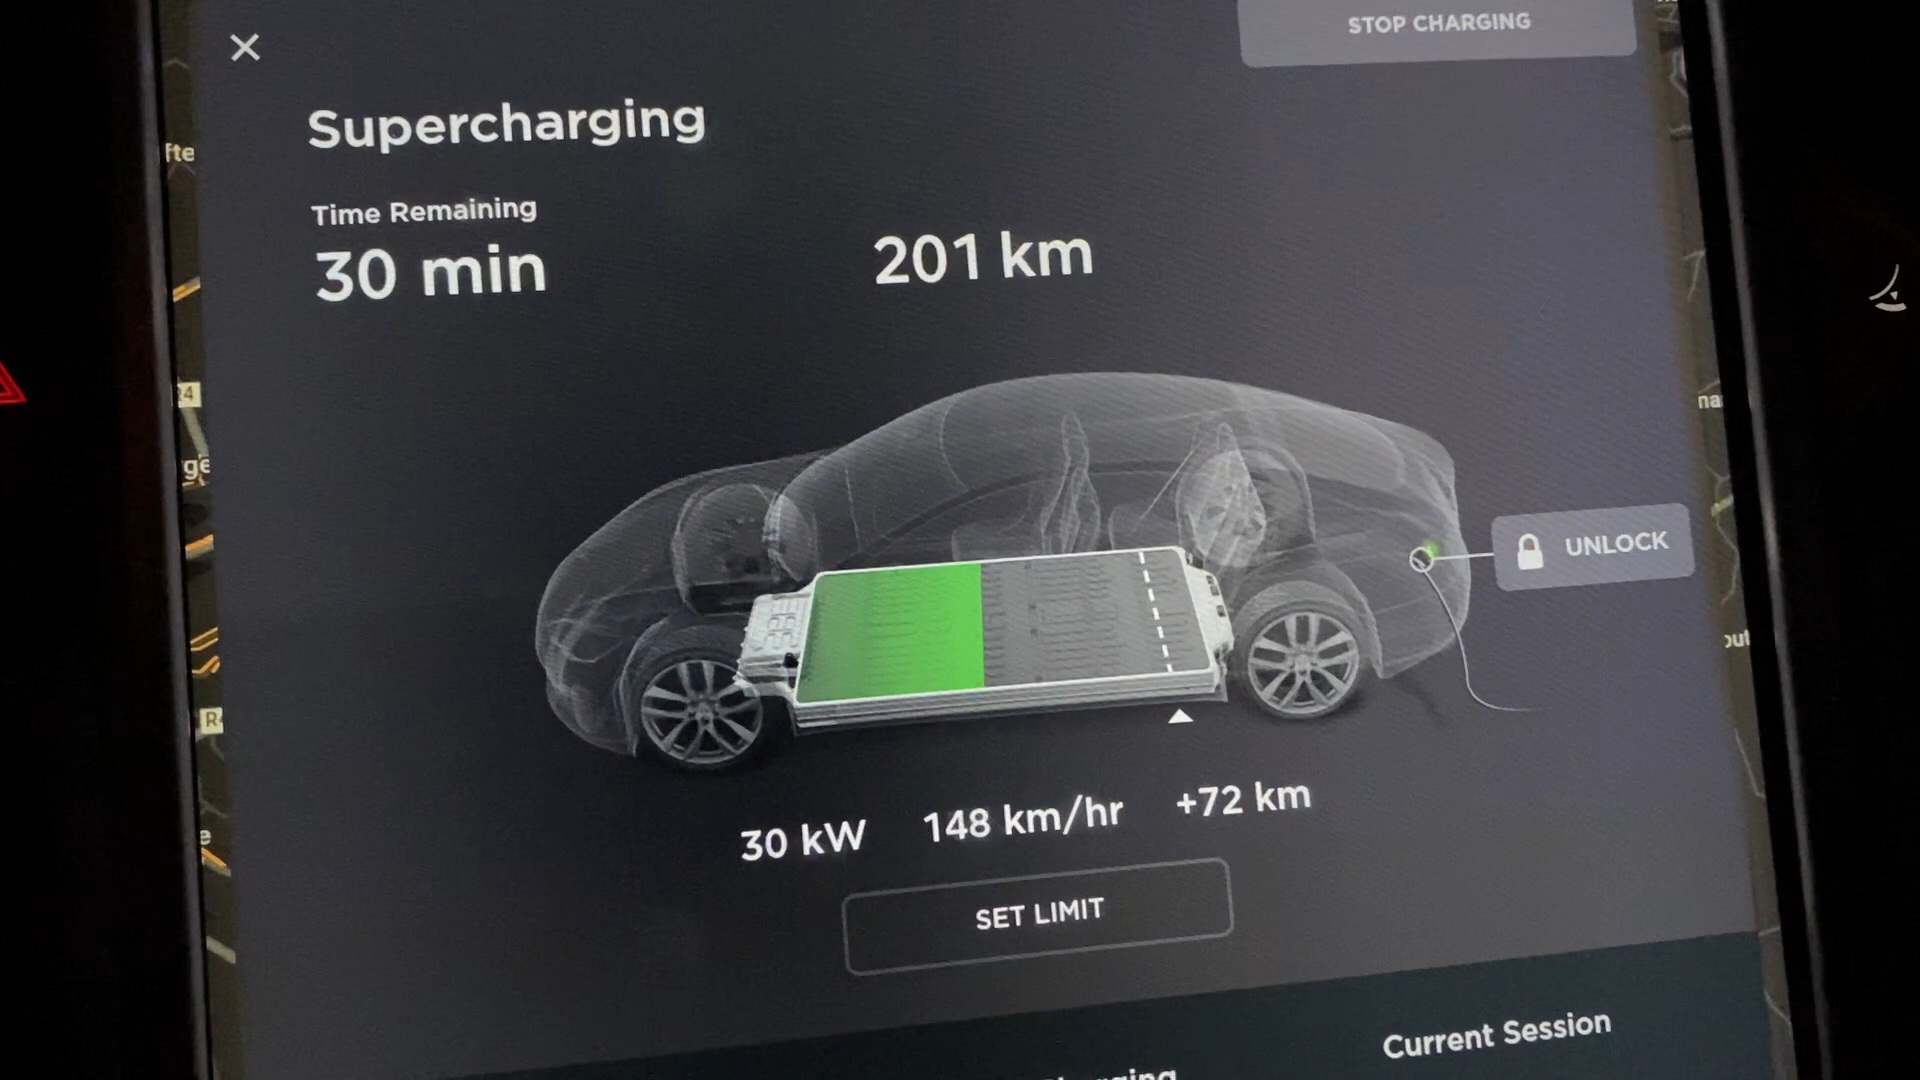 STOP CHARGING
Supercharging
Time Remaining
30 min
201 km
UNLOCK
30 kW 148 km/hr +72 km
SET LIMIT
Current Session